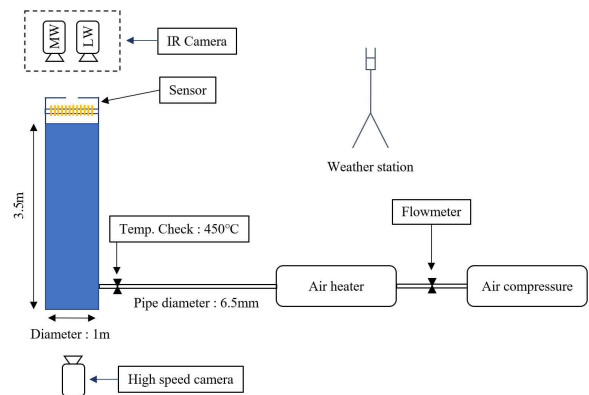 MW
LW
IR Camera
Sensor
Weather station
3.5m
Temp. Check : 450℃
Flowmeter
Air heater
Air compressure
Pipe diameter : 6.5mm
Diameter : 1m
High speed camera